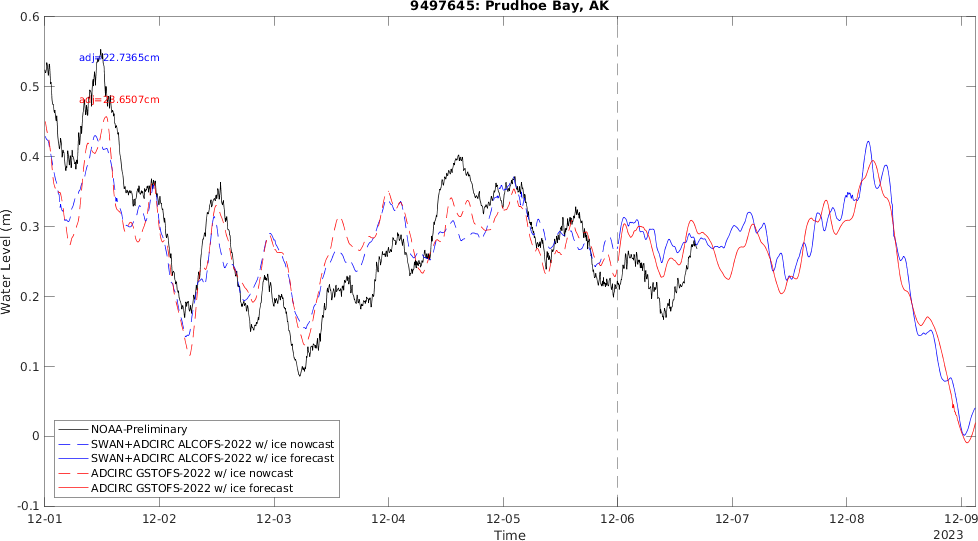 9497645: Prudhoe Bay, AK
0.6
0.5
0.4
0.3
0.2
0.1
0
-0.1
Water Level (m)
adj=22.7365cm
adj=23.6507cm
NOAA-Preliminary
SWAN+ADCIRC ALCOFS-2022 w/ ice nowcast
SWAN+ADCIRC ALCOFS-2022 w/ ice forecast
ADCIRC GSTOFS-2022 w/ ice nowcast
ADCIRC GSTOFS-2022 w/ ice forecast
12-01 12-02 12-03 12-04 12-05 12-06 12-07 12-08 12-09
Time
2023